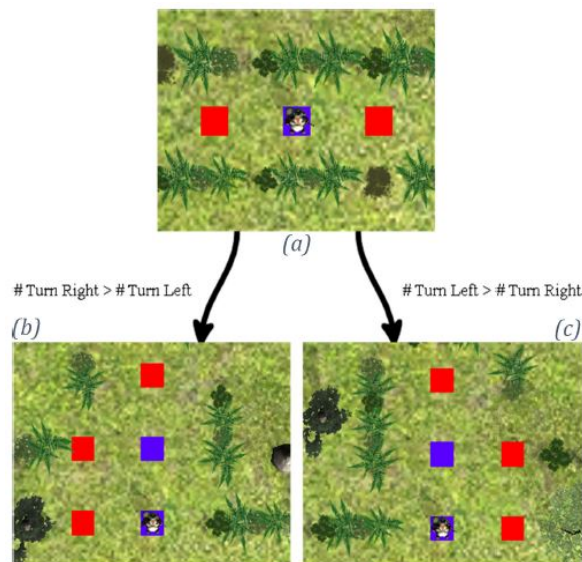 (a)
#Turn Right > #Turn Left
#Turn Left > #Turn Right
(b)
(c)